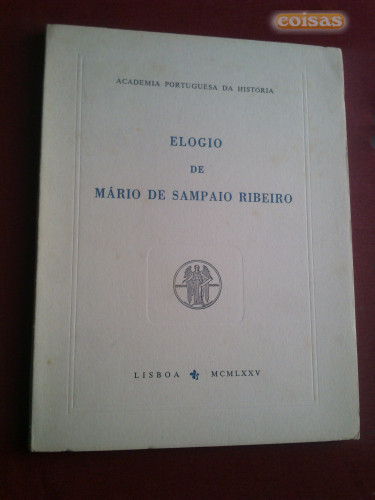 coisas
ACADEMIA PORTUGUESA DA HISTÓRIA
ELOGIO
DE
MÁRIO DE SAMPAIO RIBEIRO
LISBOA MCMLXXV